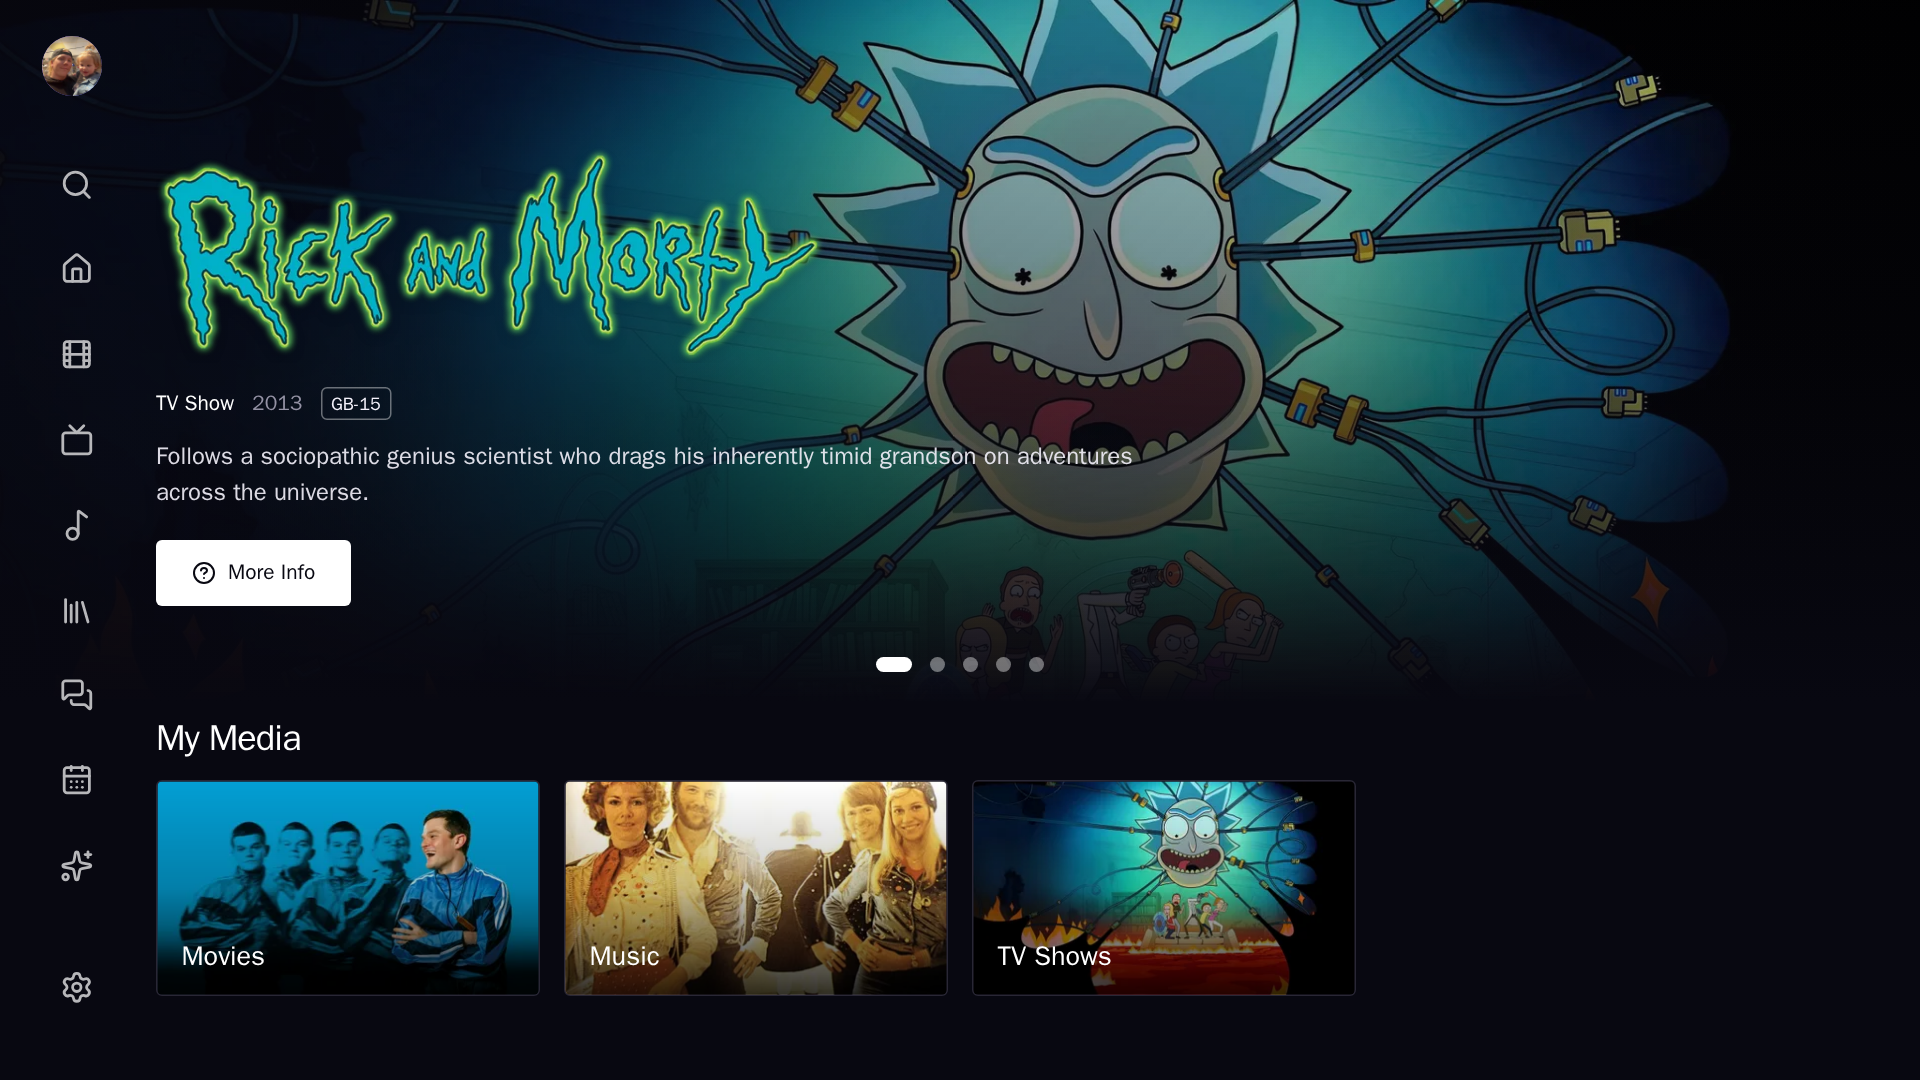 Rick and Morty
TV Show 2013 GB-15
Follows a sociopathic genius scientist who drags his inherently timid grandson on adventures
across the universe.
More Info
My Media
Movies
Music
TV Shows